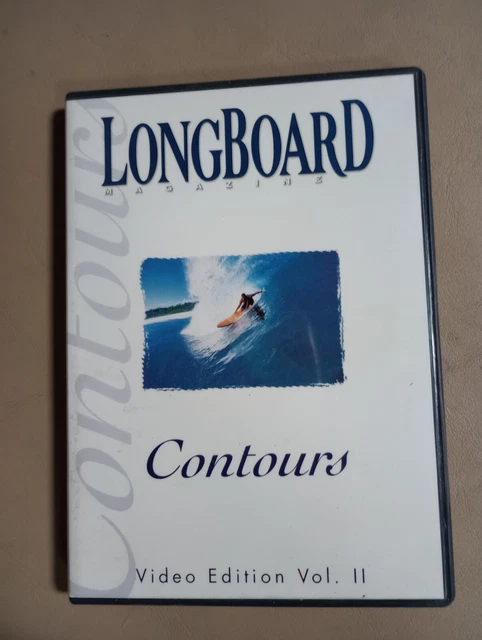 LONGBOARD
MAGAZINE
Contours
Contours
Video Edition Vol. II